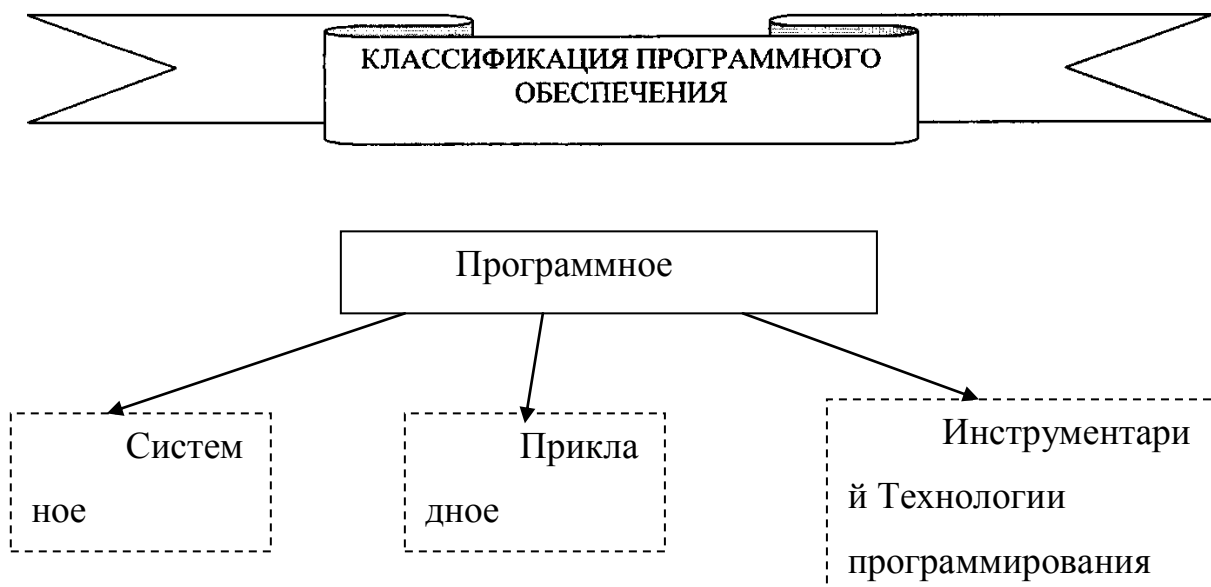 КЛАССИФИКАЦИЯ ПРОГРАММНОГО
ОБЕСПЕЧЕНИЯ
Программное
Систем
ное
Прикла
дное
Инструментари
й Технологии
программирования